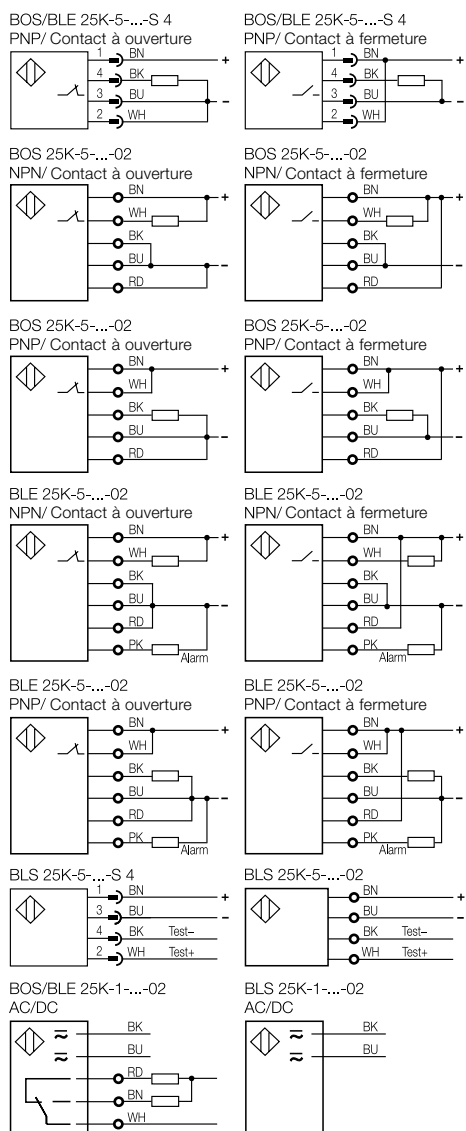 BOS/BLE 25K-5-...-S 4
PNP/ Contact à ouverture
1 BN +
4 BK
3 BU –
2 WH
BOS/BLE 25K-5-...-S 4
PNP/ Contact à fermeture
1 BN +
4 BK
3 BU –
2 WH
BOS 25K-5-...-02
NPN/ Contact à ouverture
BN +
WH
BK
BU –
RD
BOS 25K-5-...-02
NPN/ Contact à fermeture
BN +
WH
BK
BU –
RD
BOS 25K-5-...-02
PNP/ Contact à ouverture
BN +
WH
BK
BU –
RD
BOS 25K-5-...-02
PNP/ Contact à fermeture
BN +
WH
BK
BU –
RD
BLE 25K-5-...-02
NPN/ Contact à ouverture
BN +
WH
BK
BU –
RD
PK
Alarm
BLE 25K-5-...-02
NPN/ Contact à fermeture
BN +
WH
BK
BU –
RD
PK
Alarm
BLE 25K-5-...-02
PNP/ Contact à ouverture
BN +
WH
BK
BU –
RD
PK
Alarm
BLE 25K-5-...-02
PNP/ Contact à fermeture
BN +
WH
BK
BU –
RD
PK
Alarm
BLS 25K-5-...-S 4
1 BN +
3 BU –
4 BK Test–
2 WH Test+
BLS 25K-5-...-02
BN +
BU –
BK Test–
WH Test+
BOS/BLE 25K-1-...-02
AC/DC
BK
BU
RD
BN
WH
BLS 25K-1-...-02
AC/DC
BK
BU